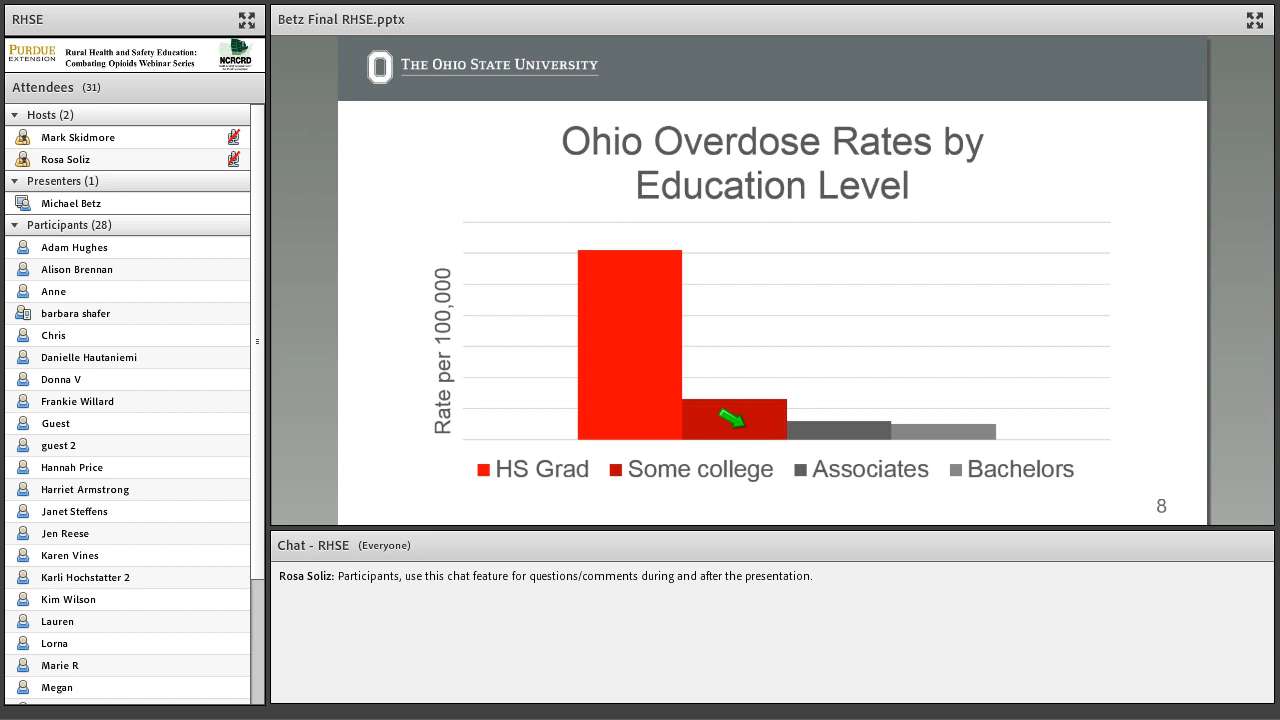 RHSE
PURDUE
EXTENSION
Rural Health and Safety Education:
Combating Opioids Webinar Series
NCRCRD
Attendees (31)
Hosts (2)
Mark Skidmore
Rosa Soliz
Presenters (1)
Michael Betz
Participants (28)
Adam Hughes
Alison Brennan
Anne
barbara shafer
Chris
Danielle Hautaniemi
Donna V
Frankie Willard
Guest
guest 2
Hannah Price
Harriet Armstrong
Janet Steffens
Jen Reese
Karen Vines
Karli Hochstatter 2
Kim Wilson
Lauren
Lorna
Marie R
Megan
Betz Final RHSE.pptx
THE OHIO STATE UNIVERSITY
Ohio Overdose Rates by
Education Level
Rate per 100,000
HS Grad Some college Associates Bachelors
8
Chat - RHSE (Everyone)
Rosa Soliz: Participants, use this chat feature for questions/comments during and after the presentation.